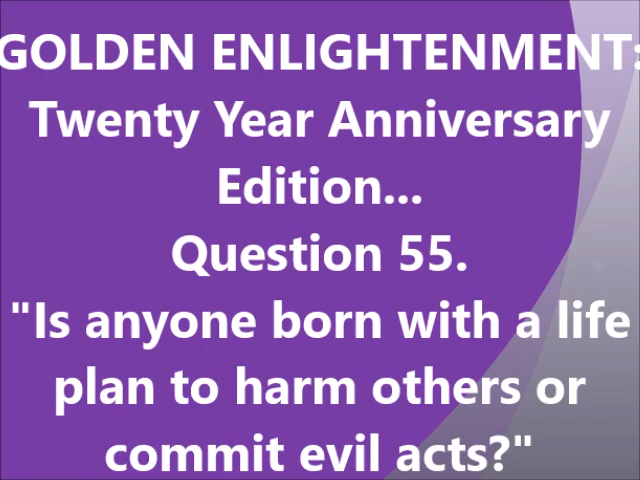 GOLDEN ENLIGHTENMENT:
Twenty Year Anniversary
Edition...
Question 55.
"Is anyone born with a life
plan to harm others or
commit evil acts?"